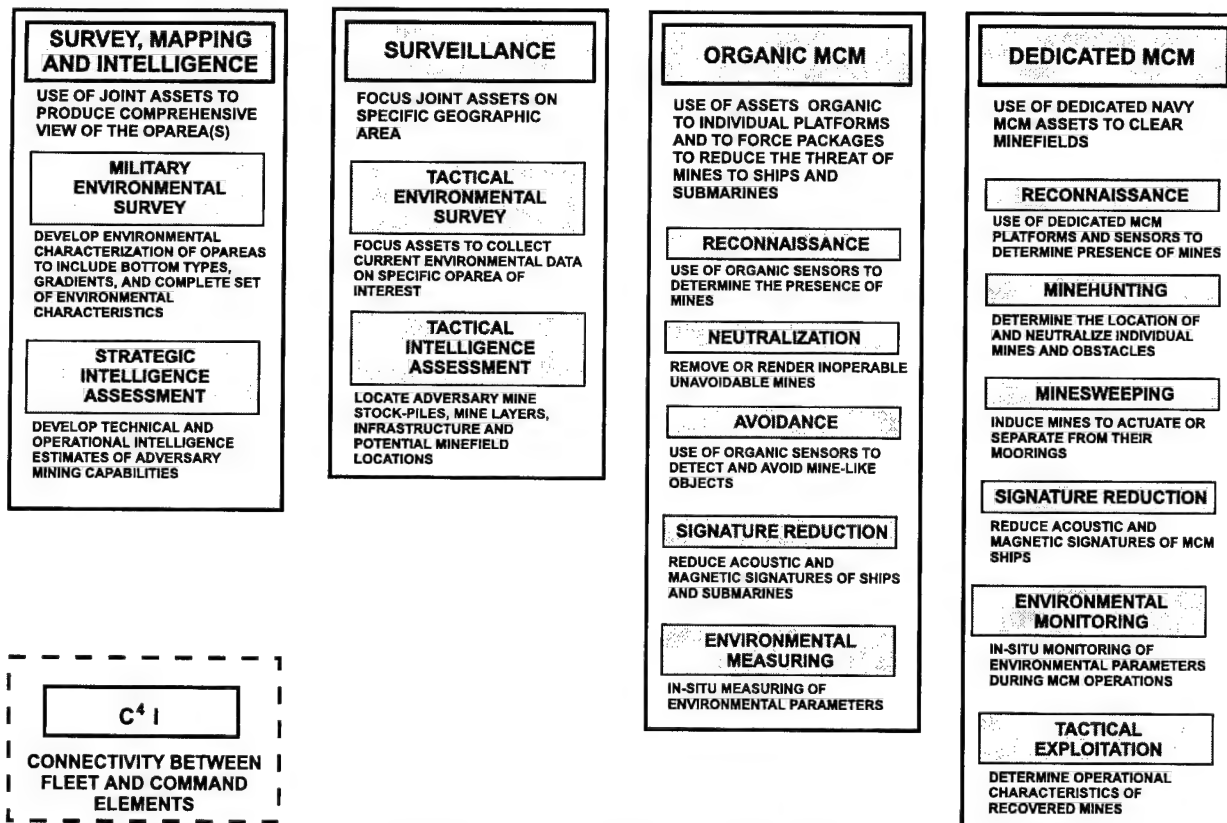 SURVEY, MAPPING
AND INTELLIGENCE
USE OF JOINT ASSETS TO
PRODUCE COMPREHENSIVE
VIEW OF THE OPAREA(S)
MILITARY
ENVIRONMENTAL
SURVEY
DEVELOP ENVIRONMENTAL
CHARACTERIZATION OF OPAREAS
TO INCLUDE BOTTOM TYPES,
GRADIENTS, AND COMPLETE SET
OF ENVIRONMENTAL
CHARACTERISTICS
STRATEGIC
INTELLIGENCE
ASSESSMENT
DEVELOP TECHNICAL AND
OPERATIONAL INTELLIGENCE
ESTIMATES OF ADVERSARY
MINING CAPABILITIES
C⁴ I
CONNECTIVITY BETWEEN
FLEET AND COMMAND
ELEMENTS
SURVEILLANCE
FOCUS JOINT ASSETS ON
SPECIFIC GEOGRAPHIC
AREA
TACTICAL
ENVIRONMENTAL
SURVEY
FOCUS ASSETS TO COLLECT
CURRENT ENVIRONMENTAL DATA
ON SPECIFIC OPAREA OF
INTEREST
TACTICAL
INTELLIGENCE
ASSESSMENT
LOCATE ADVERSARY MINE
STOCK-PILES, MINE LAYERS,
INFRASTRUCTURE AND
POTENTIAL MINEFIELD
LOCATIONS
ORGANIC MCM
USE OF ASSETS ORGANIC
TO INDIVIDUAL PLATFORMS
AND TO FORCE PACKAGES
TO REDUCE THE THREAT OF
MINES TO SHIPS AND
SUBMARINES
RECONNAISSANCE
USE OF ORGANIC SENSORS TO
DETERMINE THE PRESENCE OF
MINES
NEUTRALIZATION
REMOVE OR RENDER INOPERABLE
UNAVOIDABLE MINES
AVOIDANCE
USE OF ORGANIC SENSORS TO
DETECT AND AVOID MINE-LIKE
OBJECTS
SIGNATURE REDUCTION
REDUCE ACOUSTIC AND
MAGNETIC SIGNATURES OF SHIPS
AND SUBMARINES
ENVIRONMENTAL
MEASURING
IN-SITU MEASURING OF
ENVIRONMENTAL PARAMETERS
DEDICATED MCM
USE OF DEDICATED NAVY
MCM ASSETS TO CLEAR
MINEFIELDS
RECONNAISSANCE
USE OF DEDICATED MCM
PLATFORMS AND SENSORS TO
DETERMINE PRESENCE OF MINES
MINEHUNTING
DETERMINE THE LOCATION OF
AND NEUTRALIZE INDIVIDUAL
MINES AND OBSTACLES
MINESWEEPING
INDUCE MINES TO ACTUATE OR
SEPARATE FROM THEIR
MOORINGS
SIGNATURE REDUCTION
REDUCE ACOUSTIC AND
MAGNETIC SIGNATURES OF MCM
SHIPS
ENVIRONMENTAL
MONITORING
IN-SITU MONITORING OF
ENVIRONMENTAL PARAMETERS
DURING MCM OPERATIONS
TACTICAL
EXPLOITATION
DETERMINE OPERATIONAL
CHARACTERISTICS OF
RECOVERED MINES